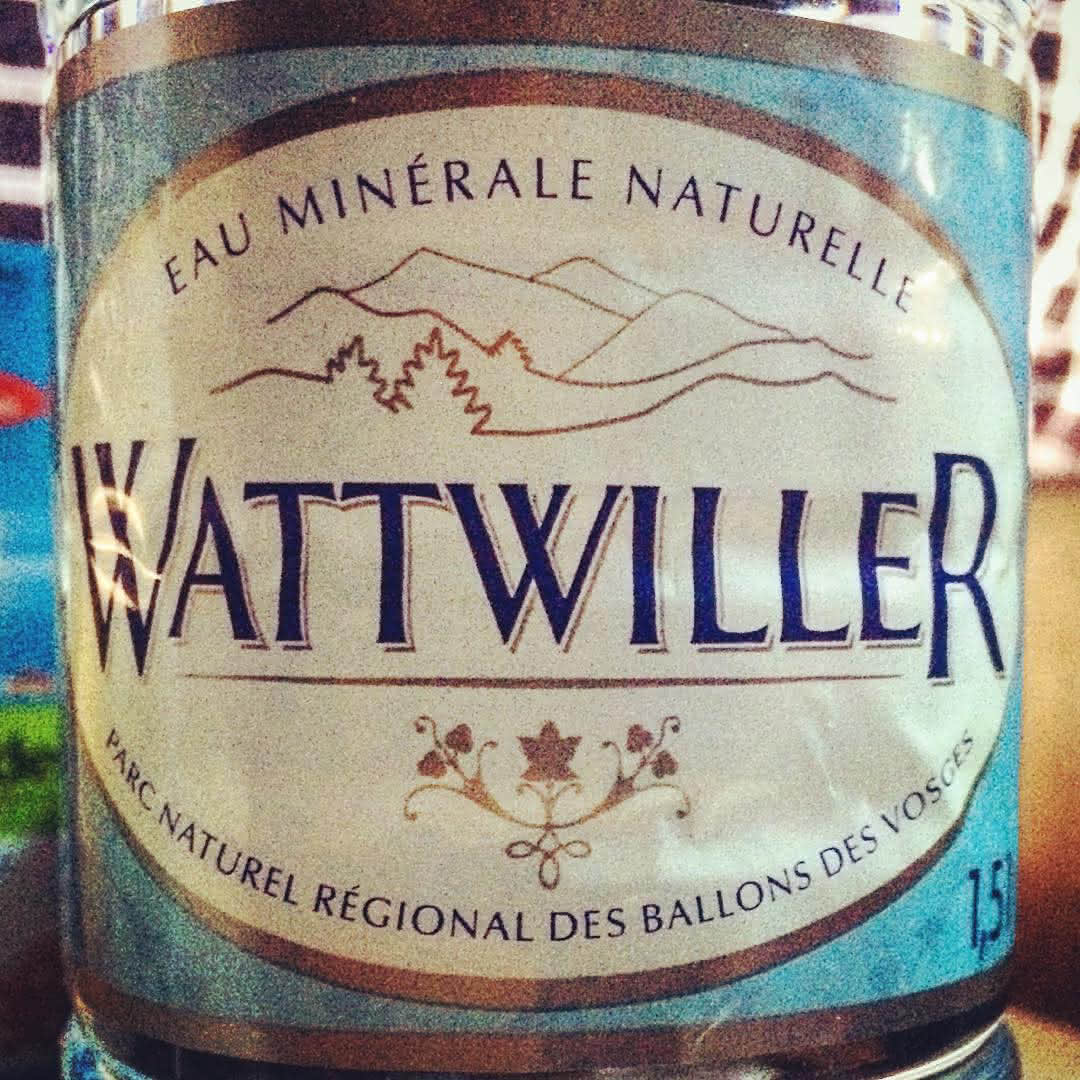 EAU MINÉRALE NATURELLE
WATTWILLER
PARC NATUREL RÉGIONAL DES BALLONS DES VOSGES
1,5